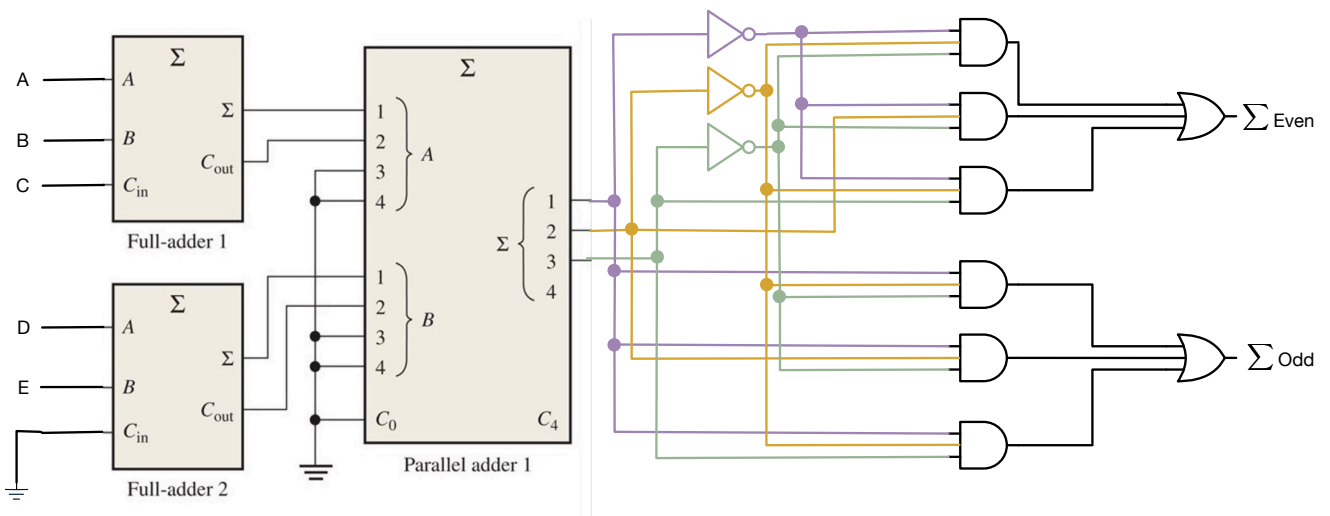 A
B
C
Σ
A
B
Cin
Σ
Cout
Full-adder 1
D
E
Σ
A
B
Cin
Σ
Cout
Full-adder 2
Σ
1
2
3
4
A
1
2
3
4
B
C0
Σ
1
2
3
4
C4
Parallel adder 1
∑ Even
∑ Odd